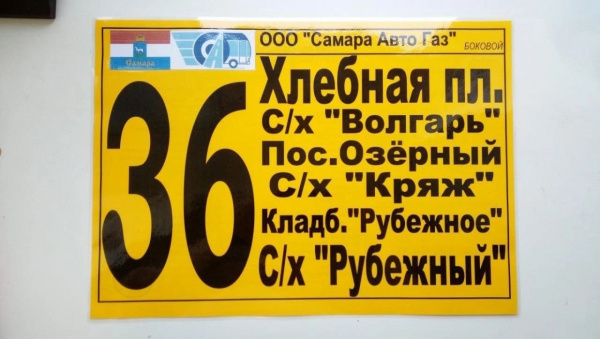 Самара
ООО "Самара Авто Газ"
БОКОВОЙ
36
Хлебная пл.
С/х "Волгарь"
Пос.Озёрный
С/х "Кряж"
Кладб."Рубежное"
С/х "Рубежный"